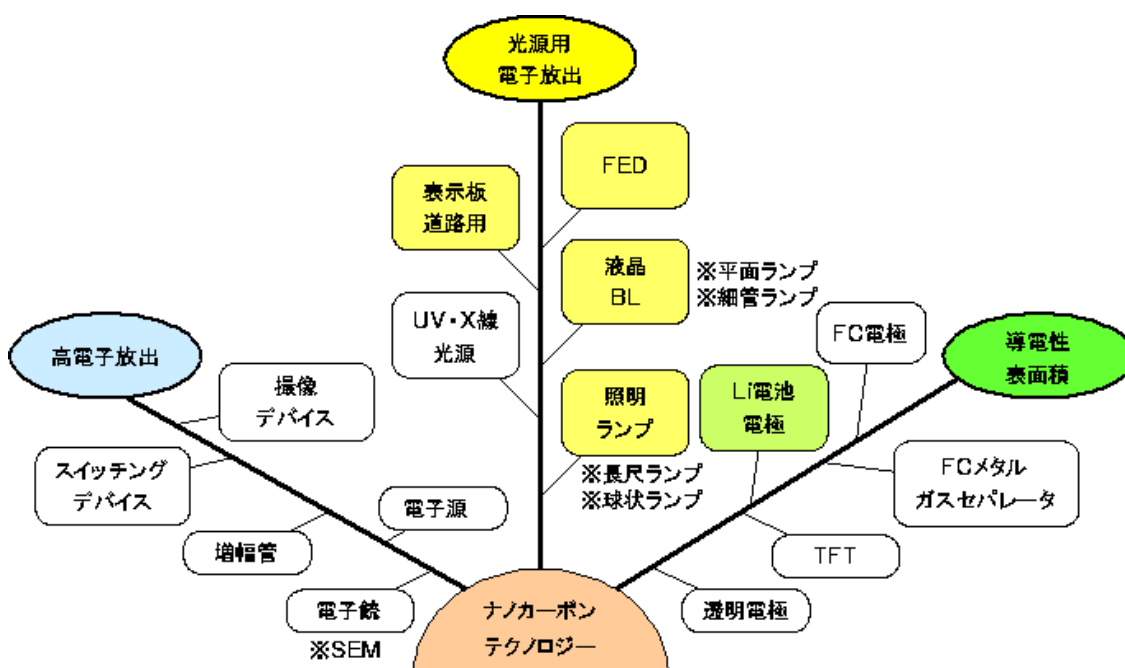 光源用
電子放出
FED
表示板
道路用
液晶
BL
※平面ランプ
※細管ランプ
UV・X線
光源
FC電極
導電性
表面積
高電子放出
撮像
デバイス
照明
ランプ
Li電池
電極
※長尺ランプ
※球状ランプ
スイッチング
デバイス
FCメタル
ガスセパレータ
電子源
増幅管
TFT
電子銃
※SEM
ナノカーボン
テクノロジー
透明電極